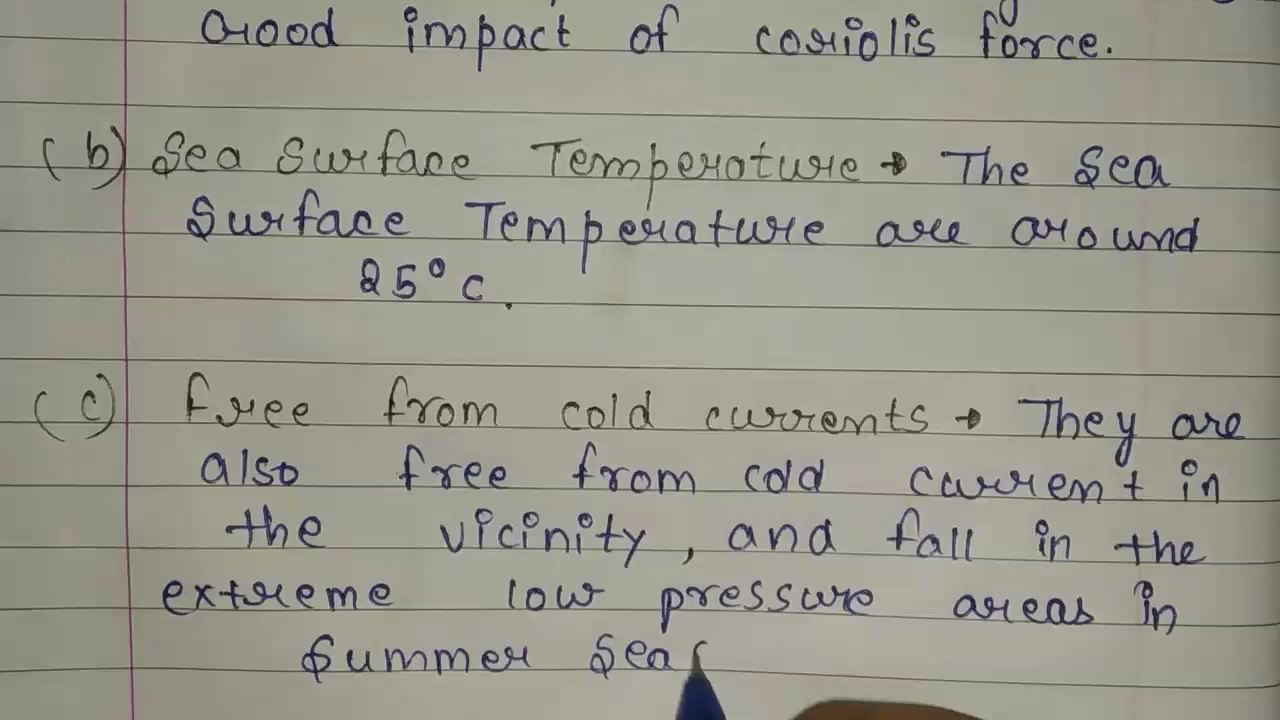 Good impact of coriolis force.
(b) Sea Surface Temperature → The Sea
Surface Temperature are around
25°c.
(c) free from cold currents → They are
also free from cold current in
the vicinity, and fall in the
extreme low pressure areas in
Summer Sea